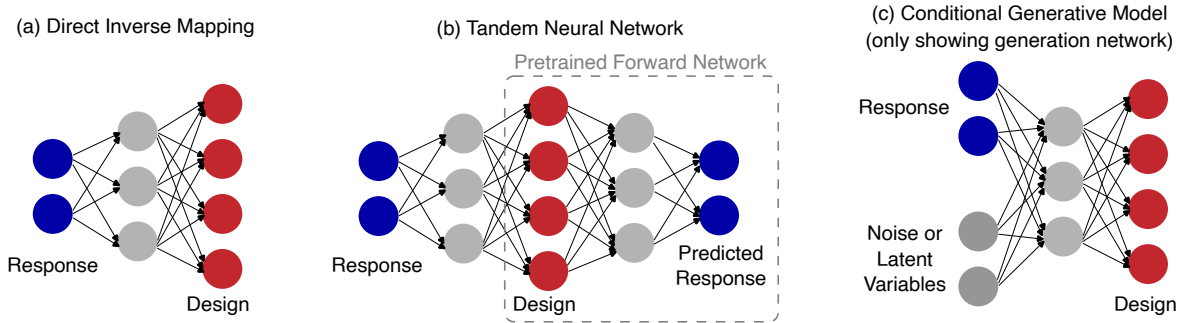 (a) Direct Inverse Mapping
Response
Design
(b) Tandem Neural Network
Pretrained Forward Network
Response
Design
Predicted
Response
(c) Conditional Generative Model
(only showing generation network)
Response
Noise or
Latent
Variables
Design